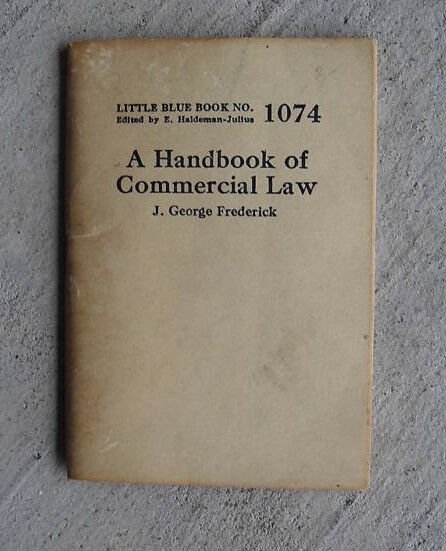 LITTLE BLUE BOOK NO. 1074
Edited by E. Haldeman-Julius
A Handbook of
Commercial Law
J. George Frederick